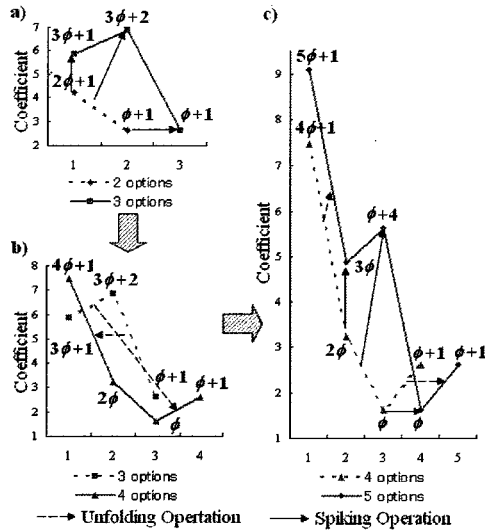 a)
3ϕ+2
3ϕ+1
2ϕ+1
ϕ+1
ϕ+1
Coefficient
7
6
5
4
3
2
1 2 3
2 options
3 options
b)
4ϕ+1
3ϕ+2
3ϕ+1
2ϕ
ϕ+1
ϕ
ϕ+1
Coefficient
8
7
6
5
4
3
2
1
1 2 3 4
3 options
4 options
c)
5ϕ+1
4ϕ+1
ϕ+4
3ϕ
2ϕ
ϕ+1
ϕ+1
ϕ
ϕ
Coefficient
9
8
7
6
5
4
3
2
1
1 2 3 4 5
4 options
5 options
Unfolding Opertation
Spiking Operation